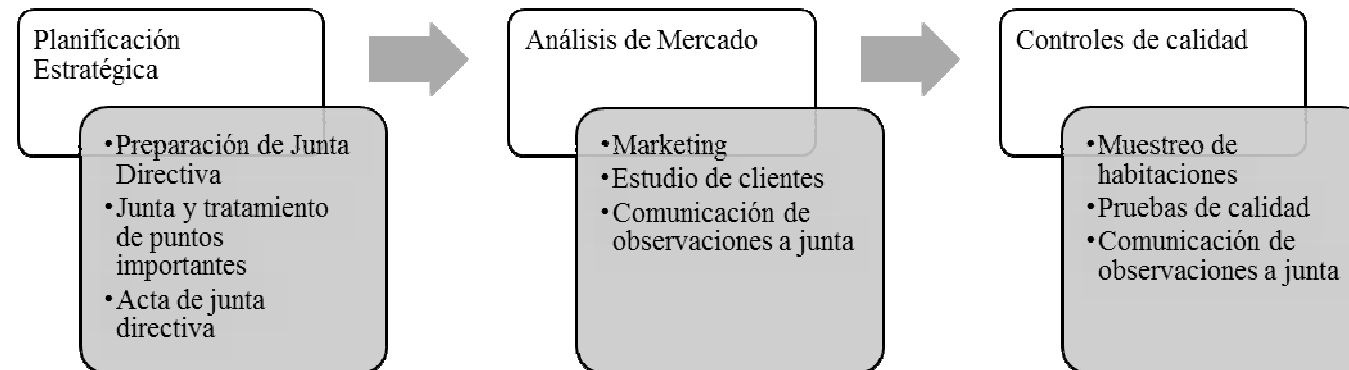 Planificación
Estratégica
•Preparación de Junta
Directiva
•Junta y tratamiento
de puntos
importantes
•Acta de junta
directiva
Análisis de Mercado
•Marketing
•Estudio de clientes
•Comunicación de
observaciones a junta
Controles de calidad
•Muestreo de
habitaciones
•Pruebas de calidad
•Comunicación de
observaciones a junta